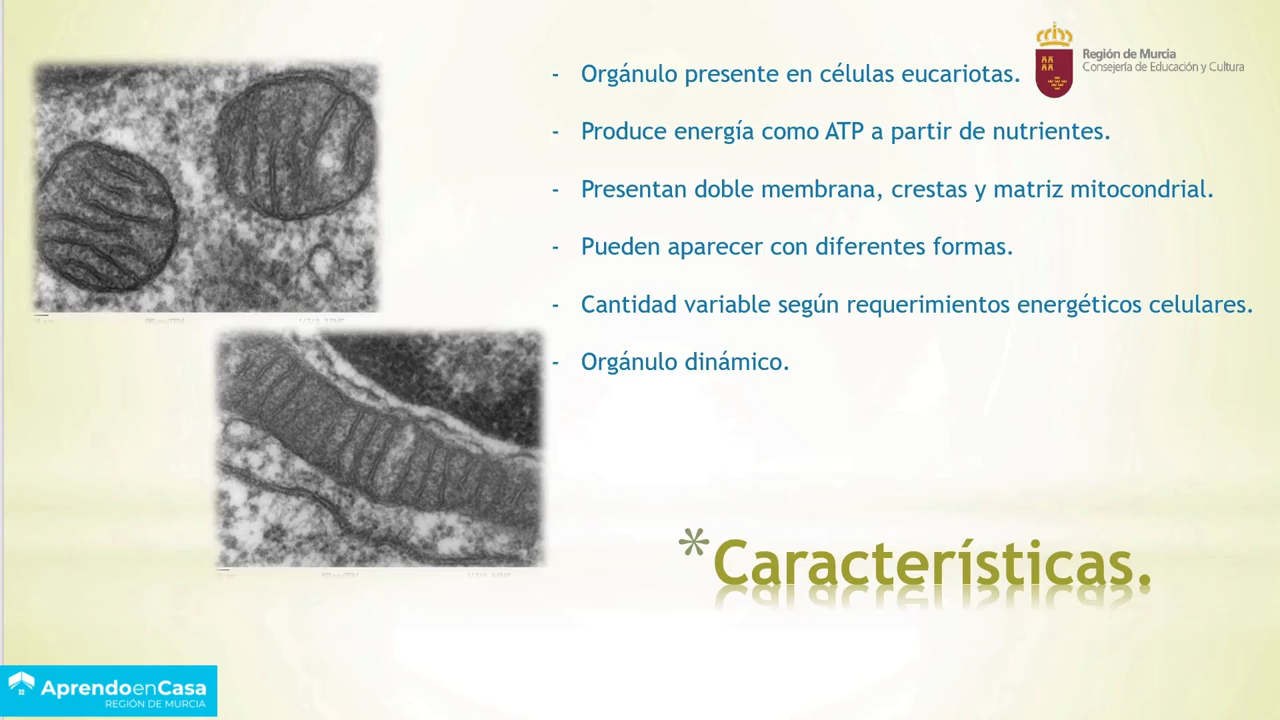 Región de Murcia
Consejería de Educación y Cultura
- Orgánulo presente en células eucariotas.
- Produce energía como ATP a partir de nutrientes.
- Presentan doble membrana, crestas y matriz mitocondrial.
- Pueden aparecer con diferentes formas.
- Cantidad variable según requerimientos energéticos celulares.
- Orgánulo dinámico.
*Características.
AprendoenCasa
REGIÓN DE MURCIA